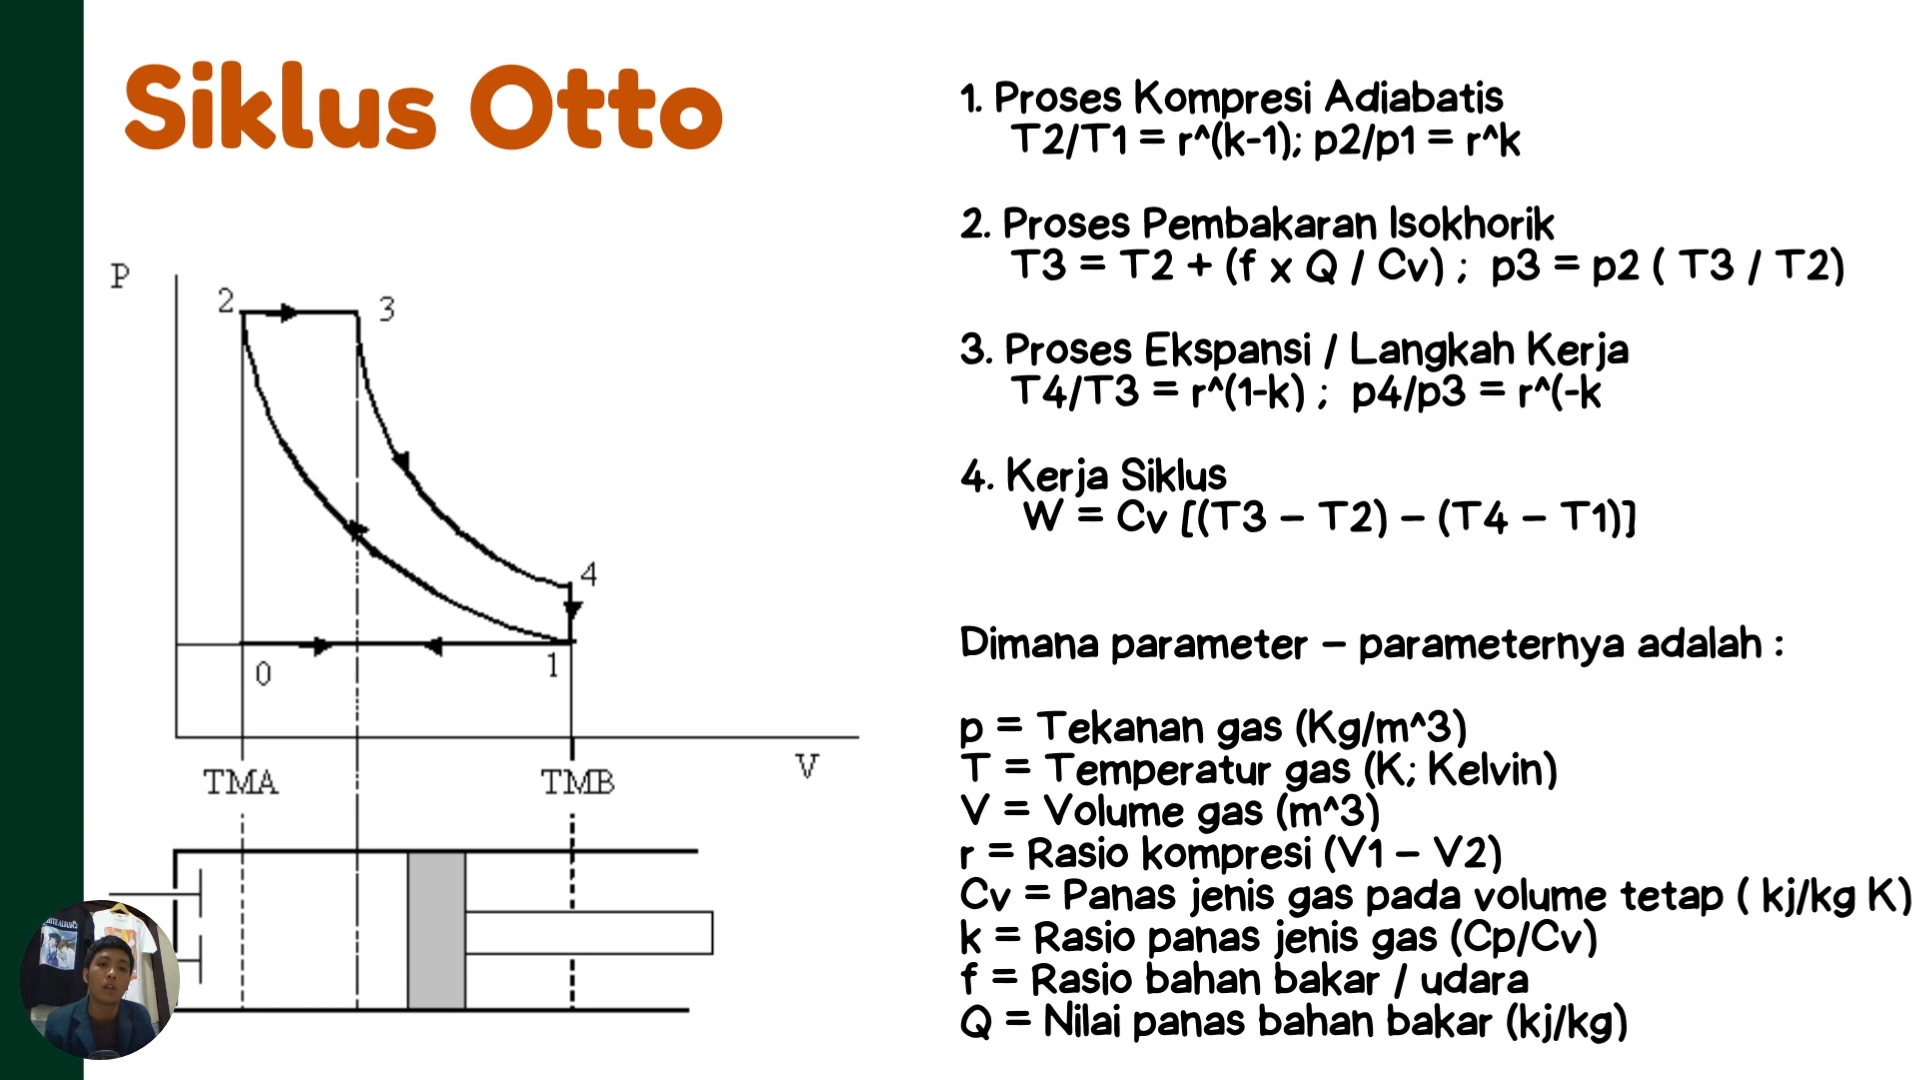 Siklus Otto
P
2
3
4
0
1
V
TMA
TMB
1. Proses Kompresi Adiabatis
T2/T1 = r^(k-1); p2/p1 = r^k
2. Proses Pembakaran Isokhorik
T3 = T2 + (f x Q / Cv) ; p3 = p2 ( T3 / T2)
3. Proses Ekspansi / Langkah Kerja
T4/T3 = r^(1-k) ; p4/p3 = r^(-k
4. Kerja Siklus
W = Cv [(T3 – T2) – (T4 – T1)]
Dimana parameter – parameternya adalah :
p = Tekanan gas (Kg/m^3)
T = Temperatur gas (K; Kelvin)
V = Volume gas (m^3)
r = Rasio kompresi (V1 – V2)
Cv = Panas jenis gas pada volume tetap ( kj/kg K)
k = Rasio panas jenis gas (Cp/Cv)
f = Rasio bahan bakar / udara
Q = Nilai panas bahan bakar (kj/kg)